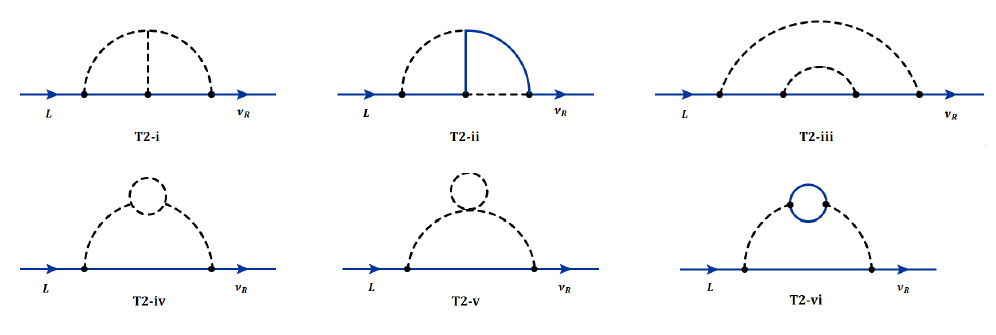 L ν_R L ν_R L ν_R
T2-i T2-ii T2-iii
L ν_R L ν_R L ν_R
T2-iv T2-v T2-vi